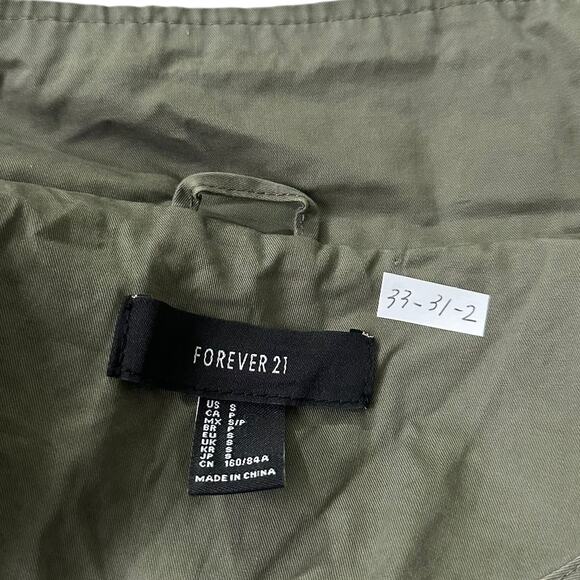 33-31-2
FOREVER 21
US S
CA P
MX S/P
BR P
EU S
UK S
KR S
JP S
CN 160/84A
MADE IN CHINA